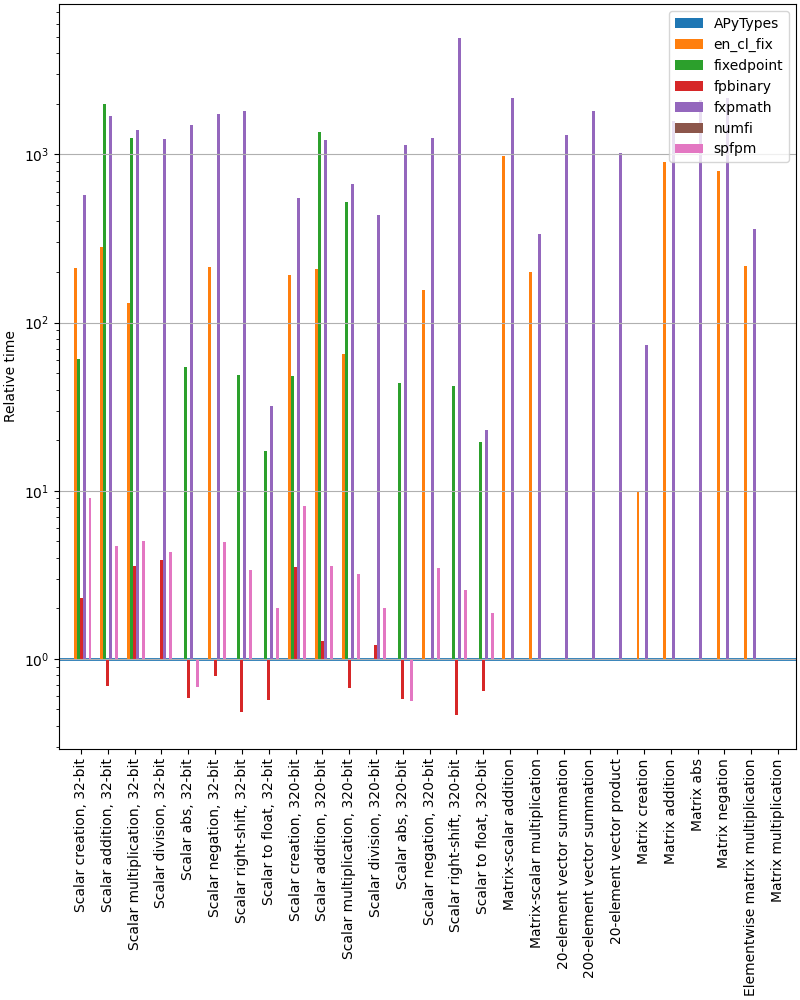 APyTypes
en_cl_fix
fixedpoint
fpbinary
fxpmath
numfi
spfpm
Relative time
10³
10²
10¹
10⁰
Scalar creation, 32-bit
Scalar addition, 32-bit
Scalar multiplication, 32-bit
Scalar division, 32-bit
Scalar abs, 32-bit
Scalar negation, 32-bit
Scalar right-shift, 32-bit
Scalar to float, 32-bit
Scalar creation, 320-bit
Scalar addition, 320-bit
Scalar multiplication, 320-bit
Scalar division, 320-bit
Scalar abs, 320-bit
Scalar negation, 320-bit
Scalar right-shift, 320-bit
Scalar to float, 320-bit
Matrix-scalar addition
Matrix-scalar multiplication
20-element vector summation
200-element vector summation
20-element vector product
Matrix creation
Matrix addition
Matrix abs
Matrix negation
Elementwise matrix multiplication
Matrix multiplication